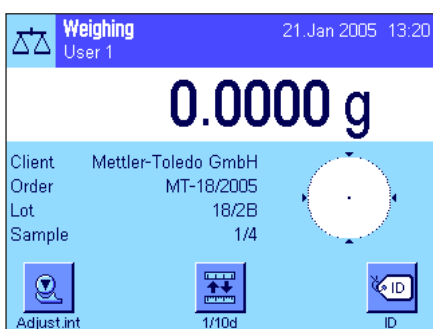 Weighing 21.Jan 2005 13:20
User 1
0.0000 g
Client Mettler-Toledo GmbH
Order MT-18/2005
Lot 18/2B
Sample 1/4
ID
Adjust.int 1/10d ID